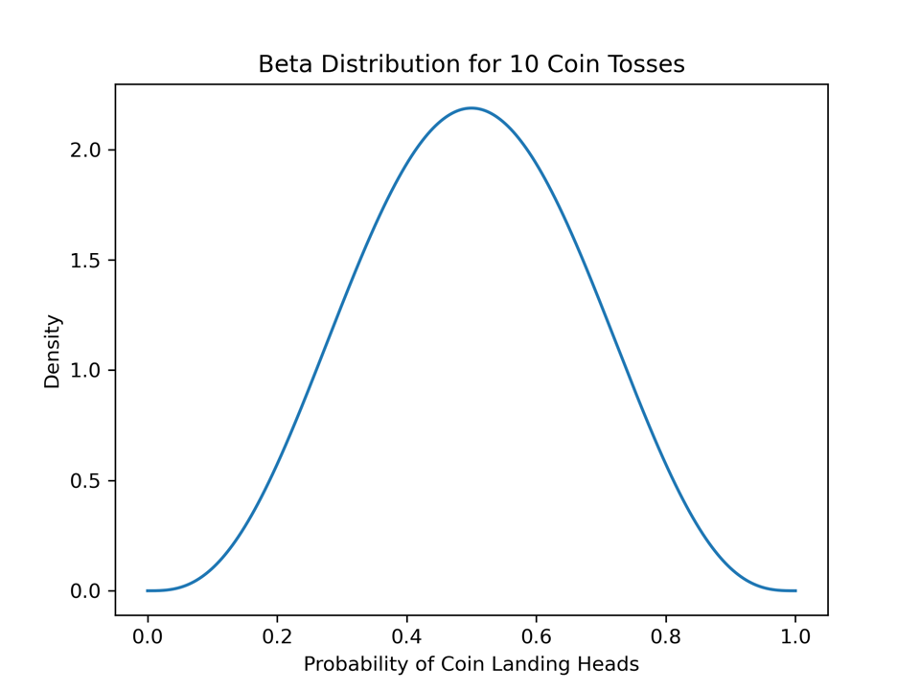 Beta Distribution for 10 Coin Tosses
2.0
1.5
1.0
0.5
0.0
Density
0.0 0.2 0.4 0.6 0.8 1.0
Probability of Coin Landing Heads